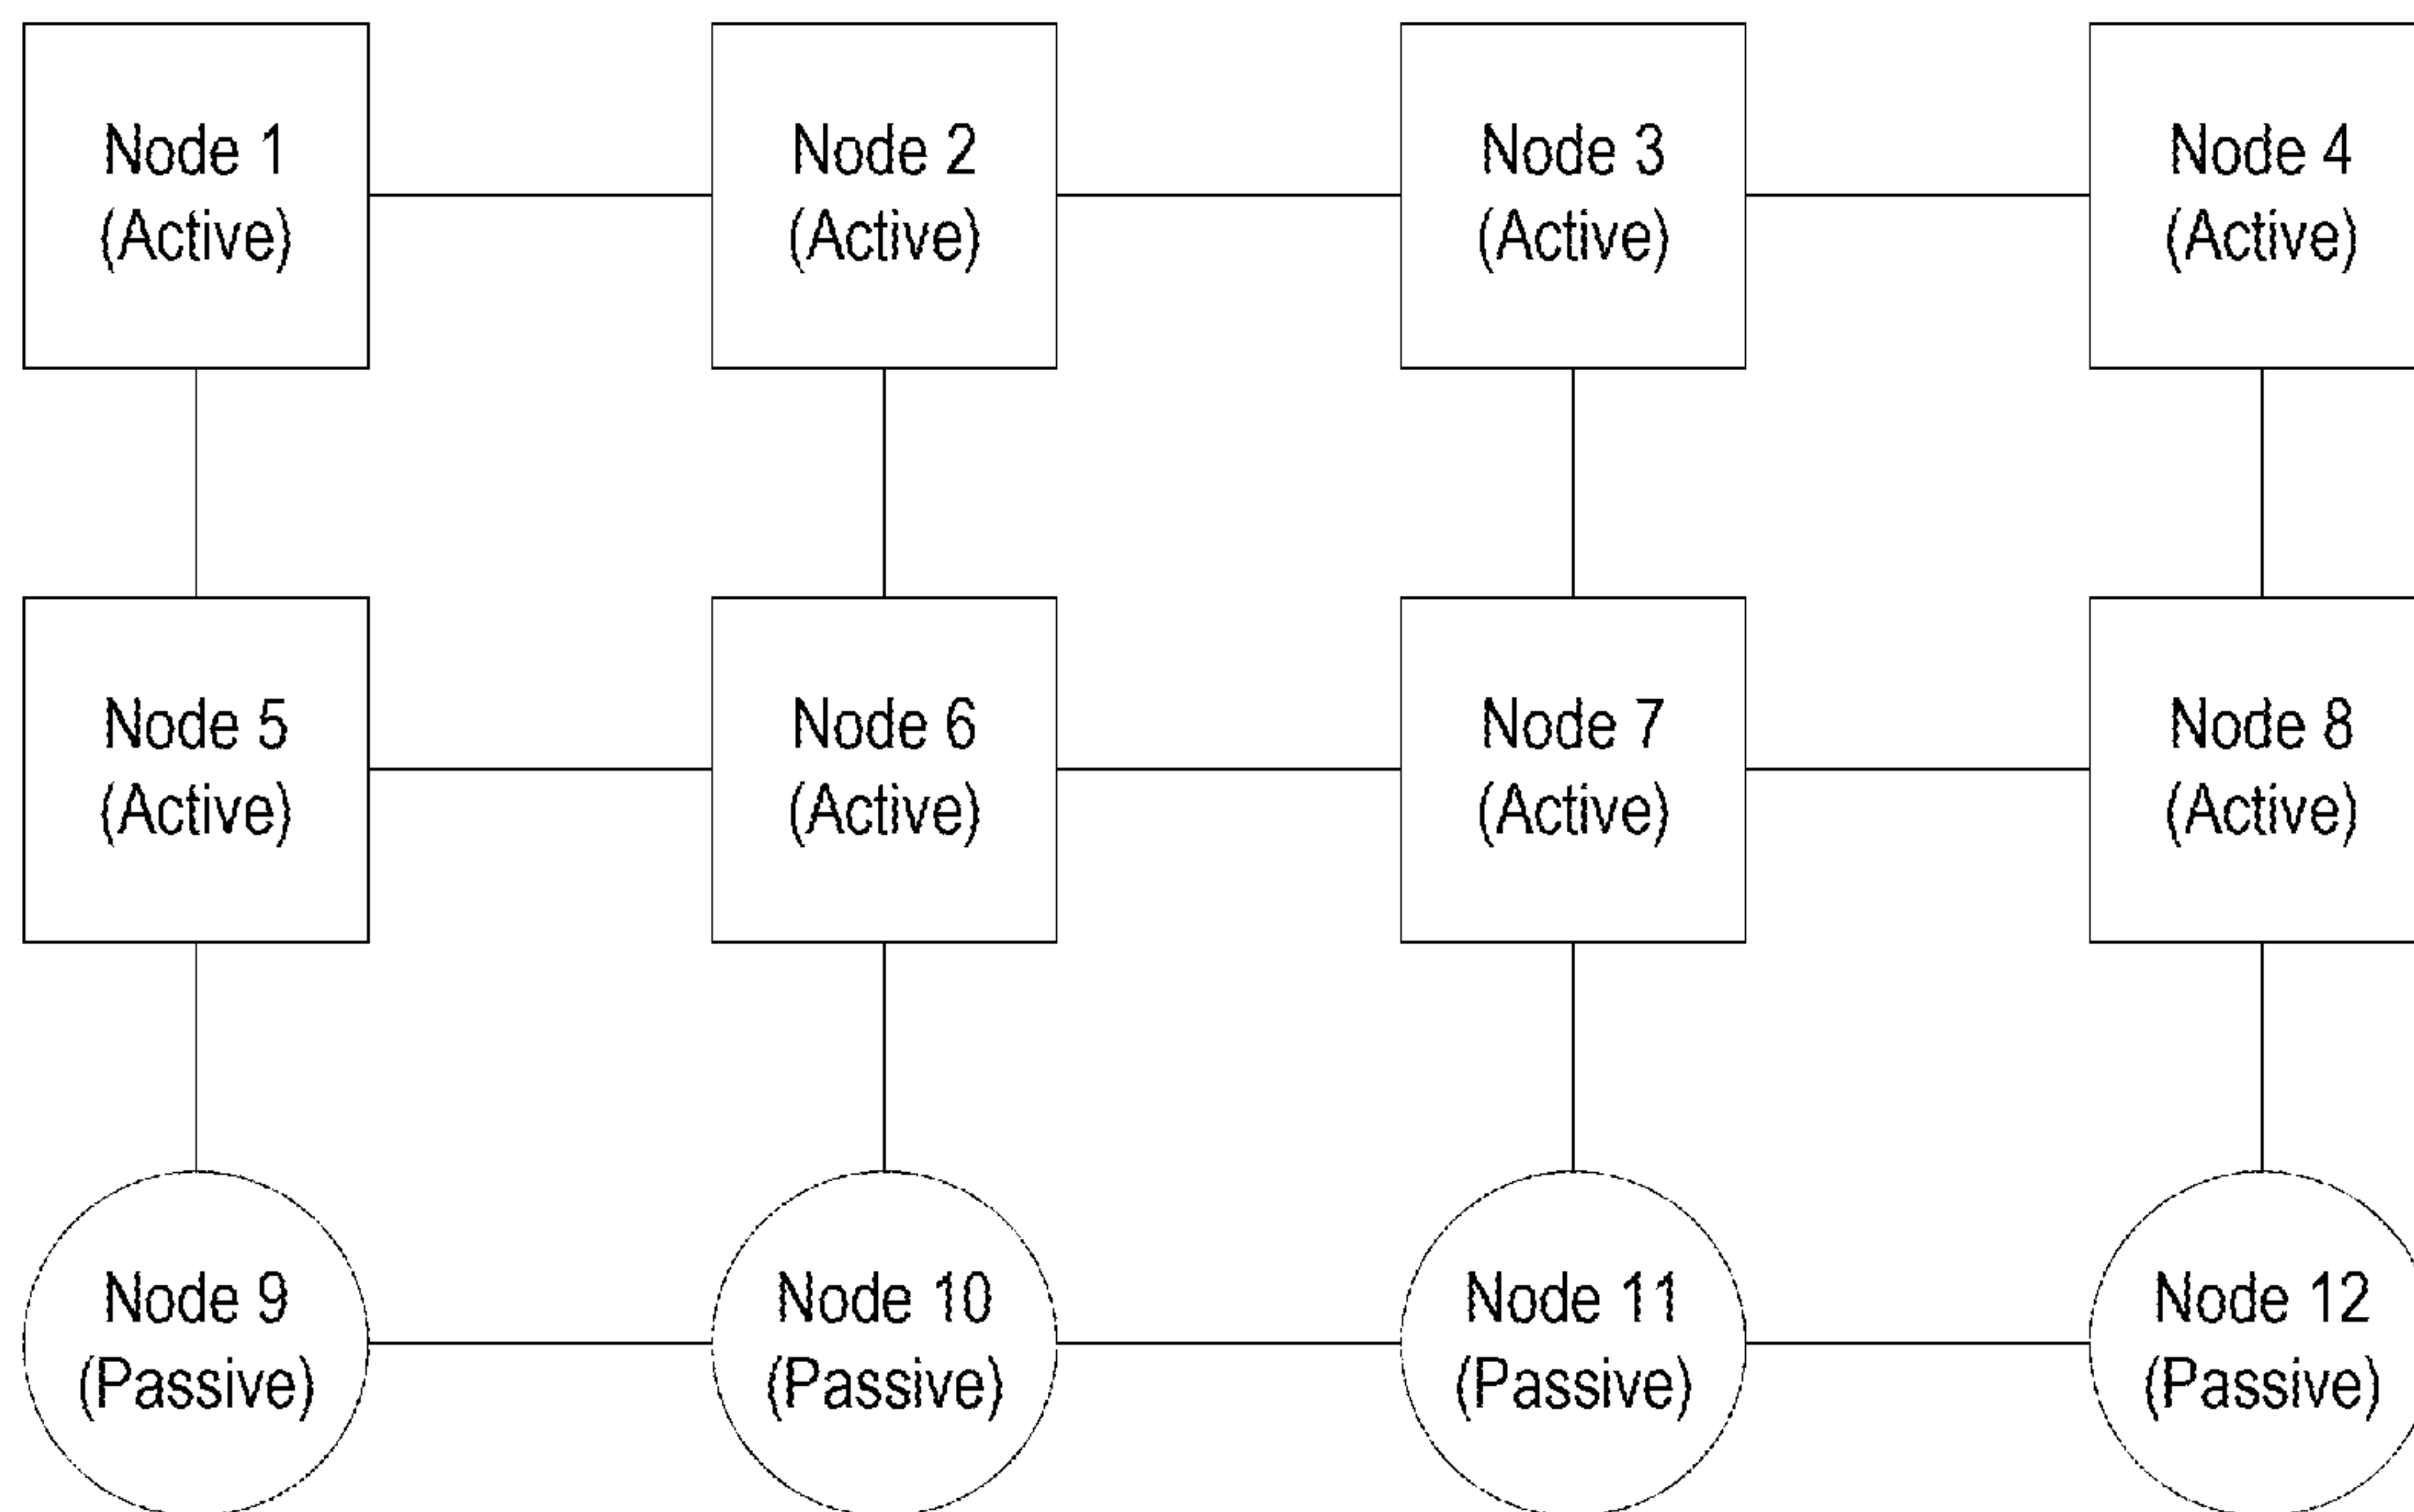 Node 1
(Active)
Node 2
(Active)
Node 3
(Active)
Node 4
(Active)
Node 5
(Active)
Node 6
(Active)
Node 7
(Active)
Node 8
(Active)
Node 9
(Passive)
Node 10
(Passive)
Node 11
(Passive)
Node 12
(Passive)